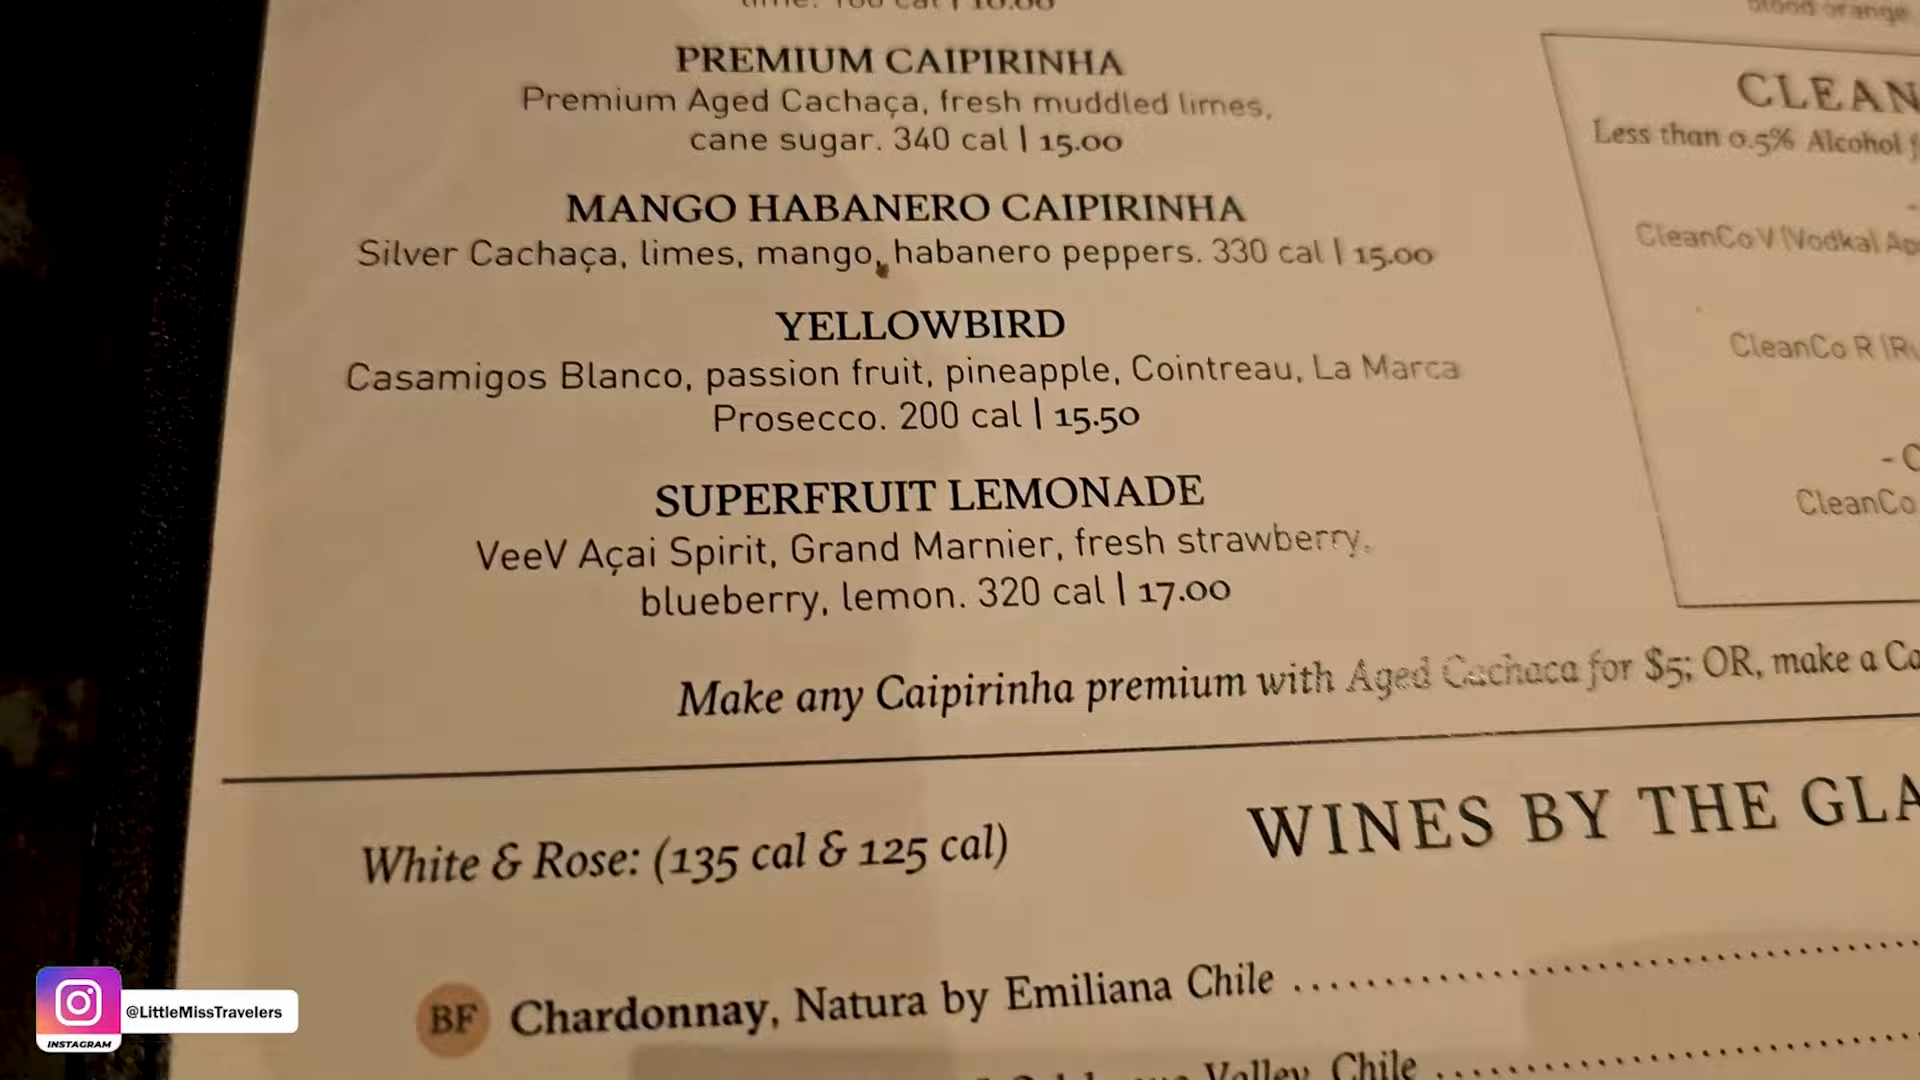 PREMIUM CAIPIRINHA
Premium Aged Cachaça, fresh muddled limes,
cane sugar. 340 cal | 15.00
MANGO HABANERO CAIPIRINHA
Silver Cachaça, limes, mango, habanero peppers. 330 cal | 15.00
YELLOWBIRD
Casamigos Blanco, passion fruit, pineapple, Cointreau, La Marca
Prosecco. 200 cal | 15.50
SUPERFRUIT LEMONADE
VeeV Açai Spirit, Grand Marnier, fresh strawberry,
blueberry, lemon. 320 cal | 17.00
blood orange
CLEAN
Less than 0.5% Alcohol
CleanCo V (Vodka)
CleanCo R
CleanCo
Make any Caipirinha premium with Aged Cachaca for $5; OR, make a
WINES BY THE
White & Rose: (135 cal & 125 cal)
BF Chardonnay, Natura by Emiliana Chile
Valley, Chile
@LittleMissTravelers
INSTAGRAM